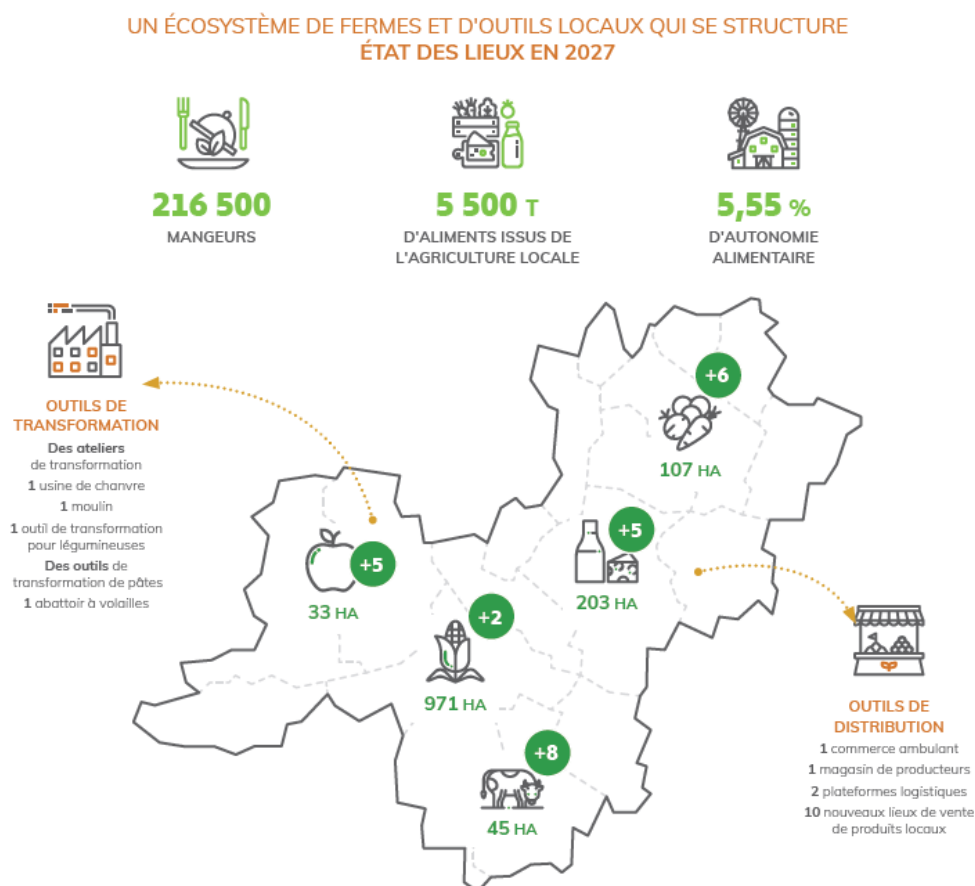 UN ÉCOSYSTÈME DE FERMES ET D'OUTILS LOCAUX QUI SE STRUCTURE
ÉTAT DES LIEUX EN 2027
216 500
MANGEURS
5 500 T
D'ALIMENTS ISSUS DE
L'AGRICULTURE LOCALE
5,55 %
D'AUTONOMIE
ALIMENTAIRE
OUTILS DE
TRANSFORMATION
Des ateliers
de transformation
1 usine de chanvre
1 moulin
1 outil de transformation
pour légumineuses
Des outils de
transformation de pâtes
1 abattoir à volailles
+6
107 HA
+5
203 HA
+5
33 HA
+2
971 HA
+8
45 HA
OUTILS DE
DISTRIBUTION
1 commerce ambulant
1 magasin de producteurs
2 plateformes logistiques
10 nouveaux lieux de vente
de produits locaux